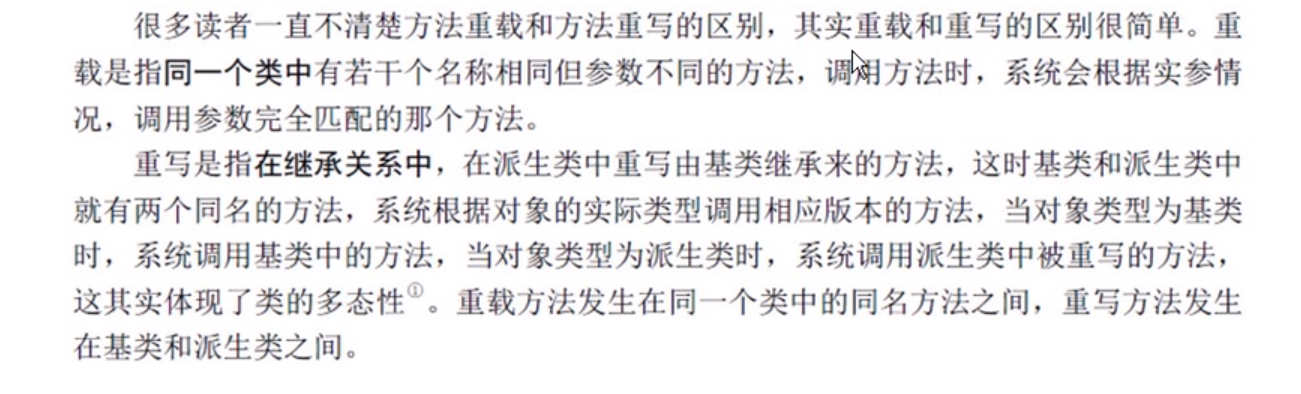 很多读者一直不清楚方法重载和方法重写的区别，其实重载和重写的区别很简单。重
载是指同一个类中有若干个名称相同但参数不同的方法，调用方法时，系统会根据实参情
况，调用参数完全匹配的那个方法。
重写是指在继承关系中，在派生类中重写由基类继承来的方法，这时基类和派生类中
就有两个同名的方法，系统根据对象的实际类型调用相应版本的方法，当对象类型为基类
时，系统调用基类中的方法，当对象类型为派生类时，系统调用派生类中被重写的方法，
这其实体现了类的多态性①。重载方法发生在同一个类中的同名方法之间，重写方法发生
在基类和派生类之间。